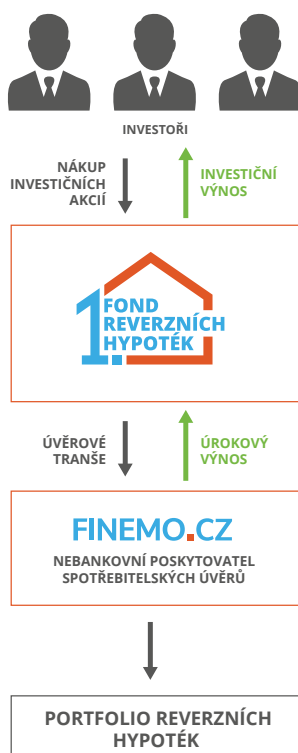 INVESTOŘI
NÁKUP
INVESTIČNÍCH
AKCIÍ
INVESTIČNÍ
VÝNOS
1.
FOND
REVERZNÍCH
HYPOTÉK
ÚVĚROVÉ
TRANŠE
ÚROKOVÝ
VÝNOS
FINEMO.CZ
NEBANKOVNÍ POSKYTOVATEL
SPOTŘEBITELSKÝCH ÚVĚRŮ
PORTFOLIO REVERZNÍCH
HYPOTÉK